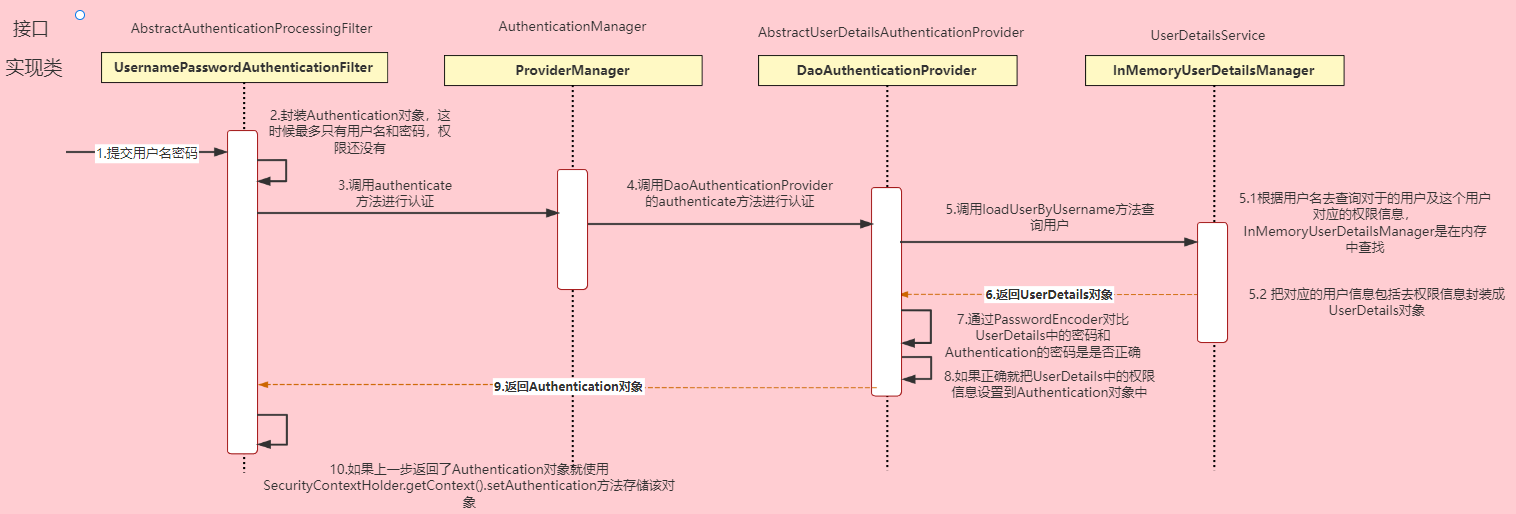 接口
AbstractAuthenticationProcessingFilter
AuthenticationManager
AbstractUserDetailsAuthenticationProvider
UserDetailsService
实现类
UsernamePasswordAuthenticationFilter
ProviderManager
DaoAuthenticationProvider
InMemoryUserDetailsManager
1.提交用户名密码
2.封装Authentication对象，这
时候最多只有用户名和密码，权
限还没有
3.调用authenticate
方法进行认证
4.调用DaoAuthenticationProvider
的authenticate方法进行认证
5.调用loadUserByUsername方法查
询用户
5.1根据用户名去查询对于的用户及这个用户
对应的权限信息，
InMemoryUserDetailsManager是在内存
中查找
5.2 把对应的用户信息包括去权限信息封装成
UserDetails对象
6.返回UserDetails对象
7.通过PasswordEncoder对比
UserDetails中的密码和
Authentication的密码是是否正确
8.如果正确就把UserDetails中的权限
信息设置到Authentication对象中
9.返回Authentication对象
10.如果上一步返回了Authentication对象就使用
SecurityContextHolder.getContext().setAuthentication方法存储该对
象